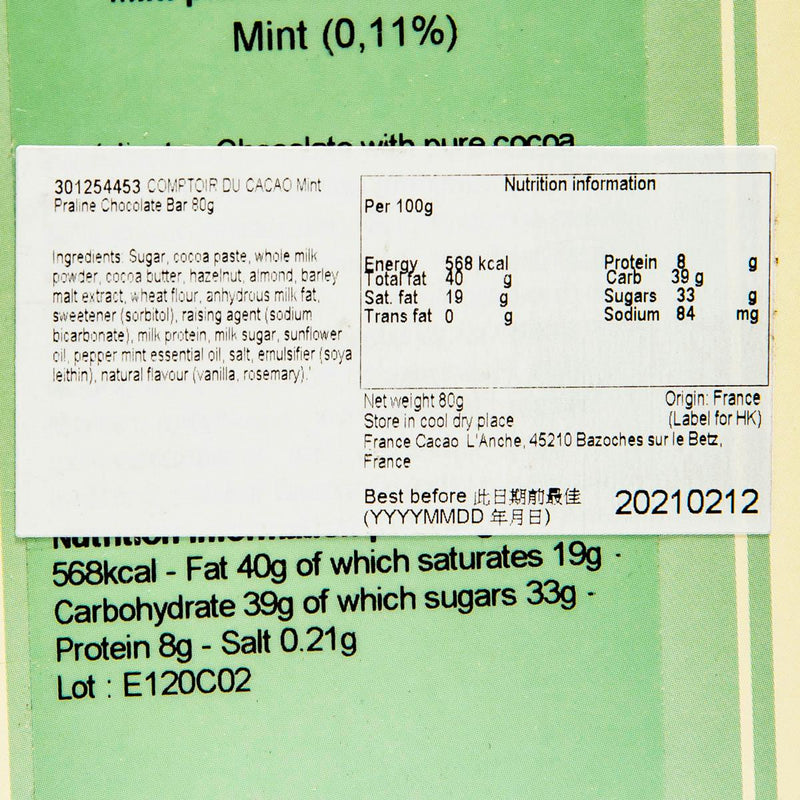 Mint (0,11%)
Chocolate with pure cocoa
301254453 COMPTOIR DU CACAO Mint
Praline Chocolate Bar 80g
Ingredients: Sugar, cocoa paste, whole milk
powder, cocoa butter, hazelnut, almond, barley
malt extract, wheat flour, anhydrous milk fat,
sweetener (sorbitol), raising agent (sodium
bicarbonate), milk protein, milk sugar, sunflower
oil, pepper mint essential oil, salt, emulsifier (soya
leithin), natural flavour (vanilla, rosemary).'
Nutrition information
Per 100g
Energy 568 kcal Protein 8 g
Total fat 40 g Carb 39 g
Sat. fat 19 g Sugars 33 g
Trans fat 0 g Sodium 84 mg
Net weight 80g Origin: France
Store in cool dry place (Label for HK)
France Cacao L'Anche, 45210 Bazoches sur le Betz,
France
Best before 此日期前最佳 20210212
(YYYYMMDD 年月日)
Nutrition information
568kcal - Fat 40g of which saturates 19g -
Carbohydrate 39g of which sugars 33g -
Protein 8g - Salt 0.21g
Lot : E120C02